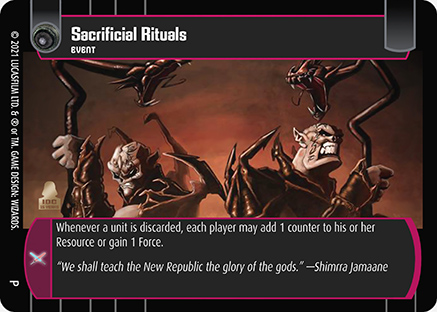 Sacrificial Rituals
EVENT
© 2021 LUCASFILM LTD. & ® or TM. GAME DESIGN: WIZARDS.
IDC
Whenever a unit is discarded, each player may add 1 counter to his or her
Resource or gain 1 Force.
"We shall teach the New Republic the glory of the gods." —Shimrra Jamaane
P